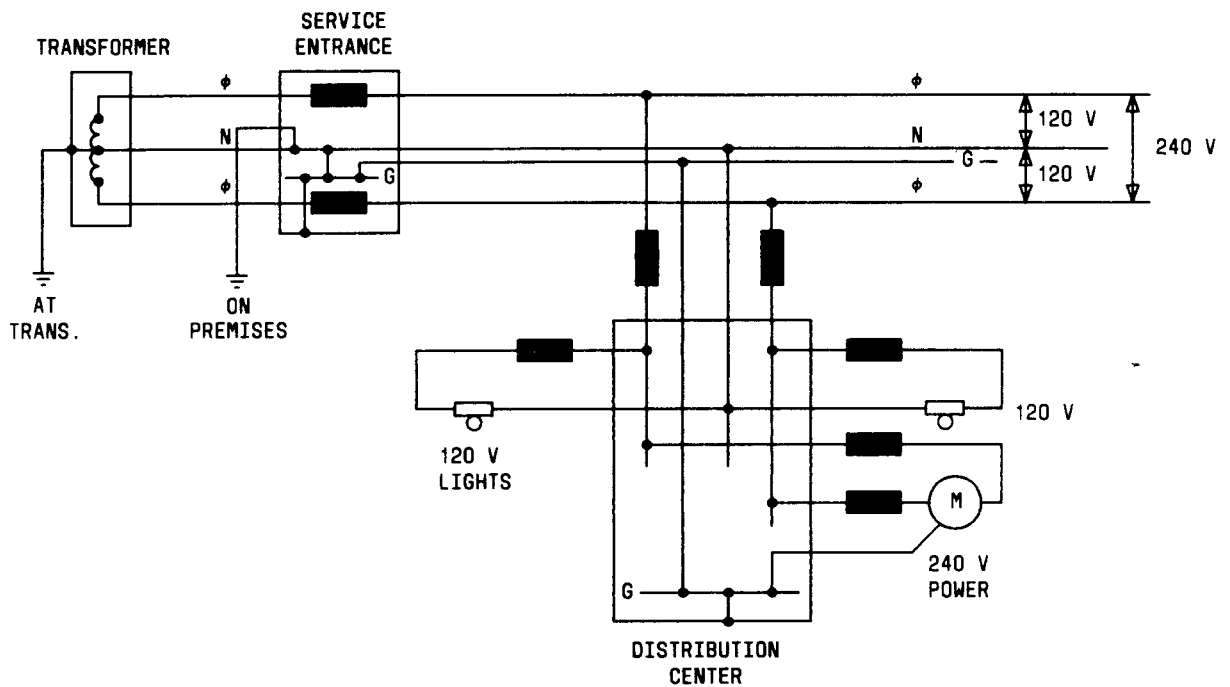 SERVICE
ENTRANCE
TRANSFORMER
ϕ
ϕ
120 V
N
N
240 V
G
G
120 V
ϕ
ϕ
AT
TRANS.
ON
PREMISES
120 V
120 V
LIGHTS
M
240 V
POWER
G
DISTRIBUTION
CENTER